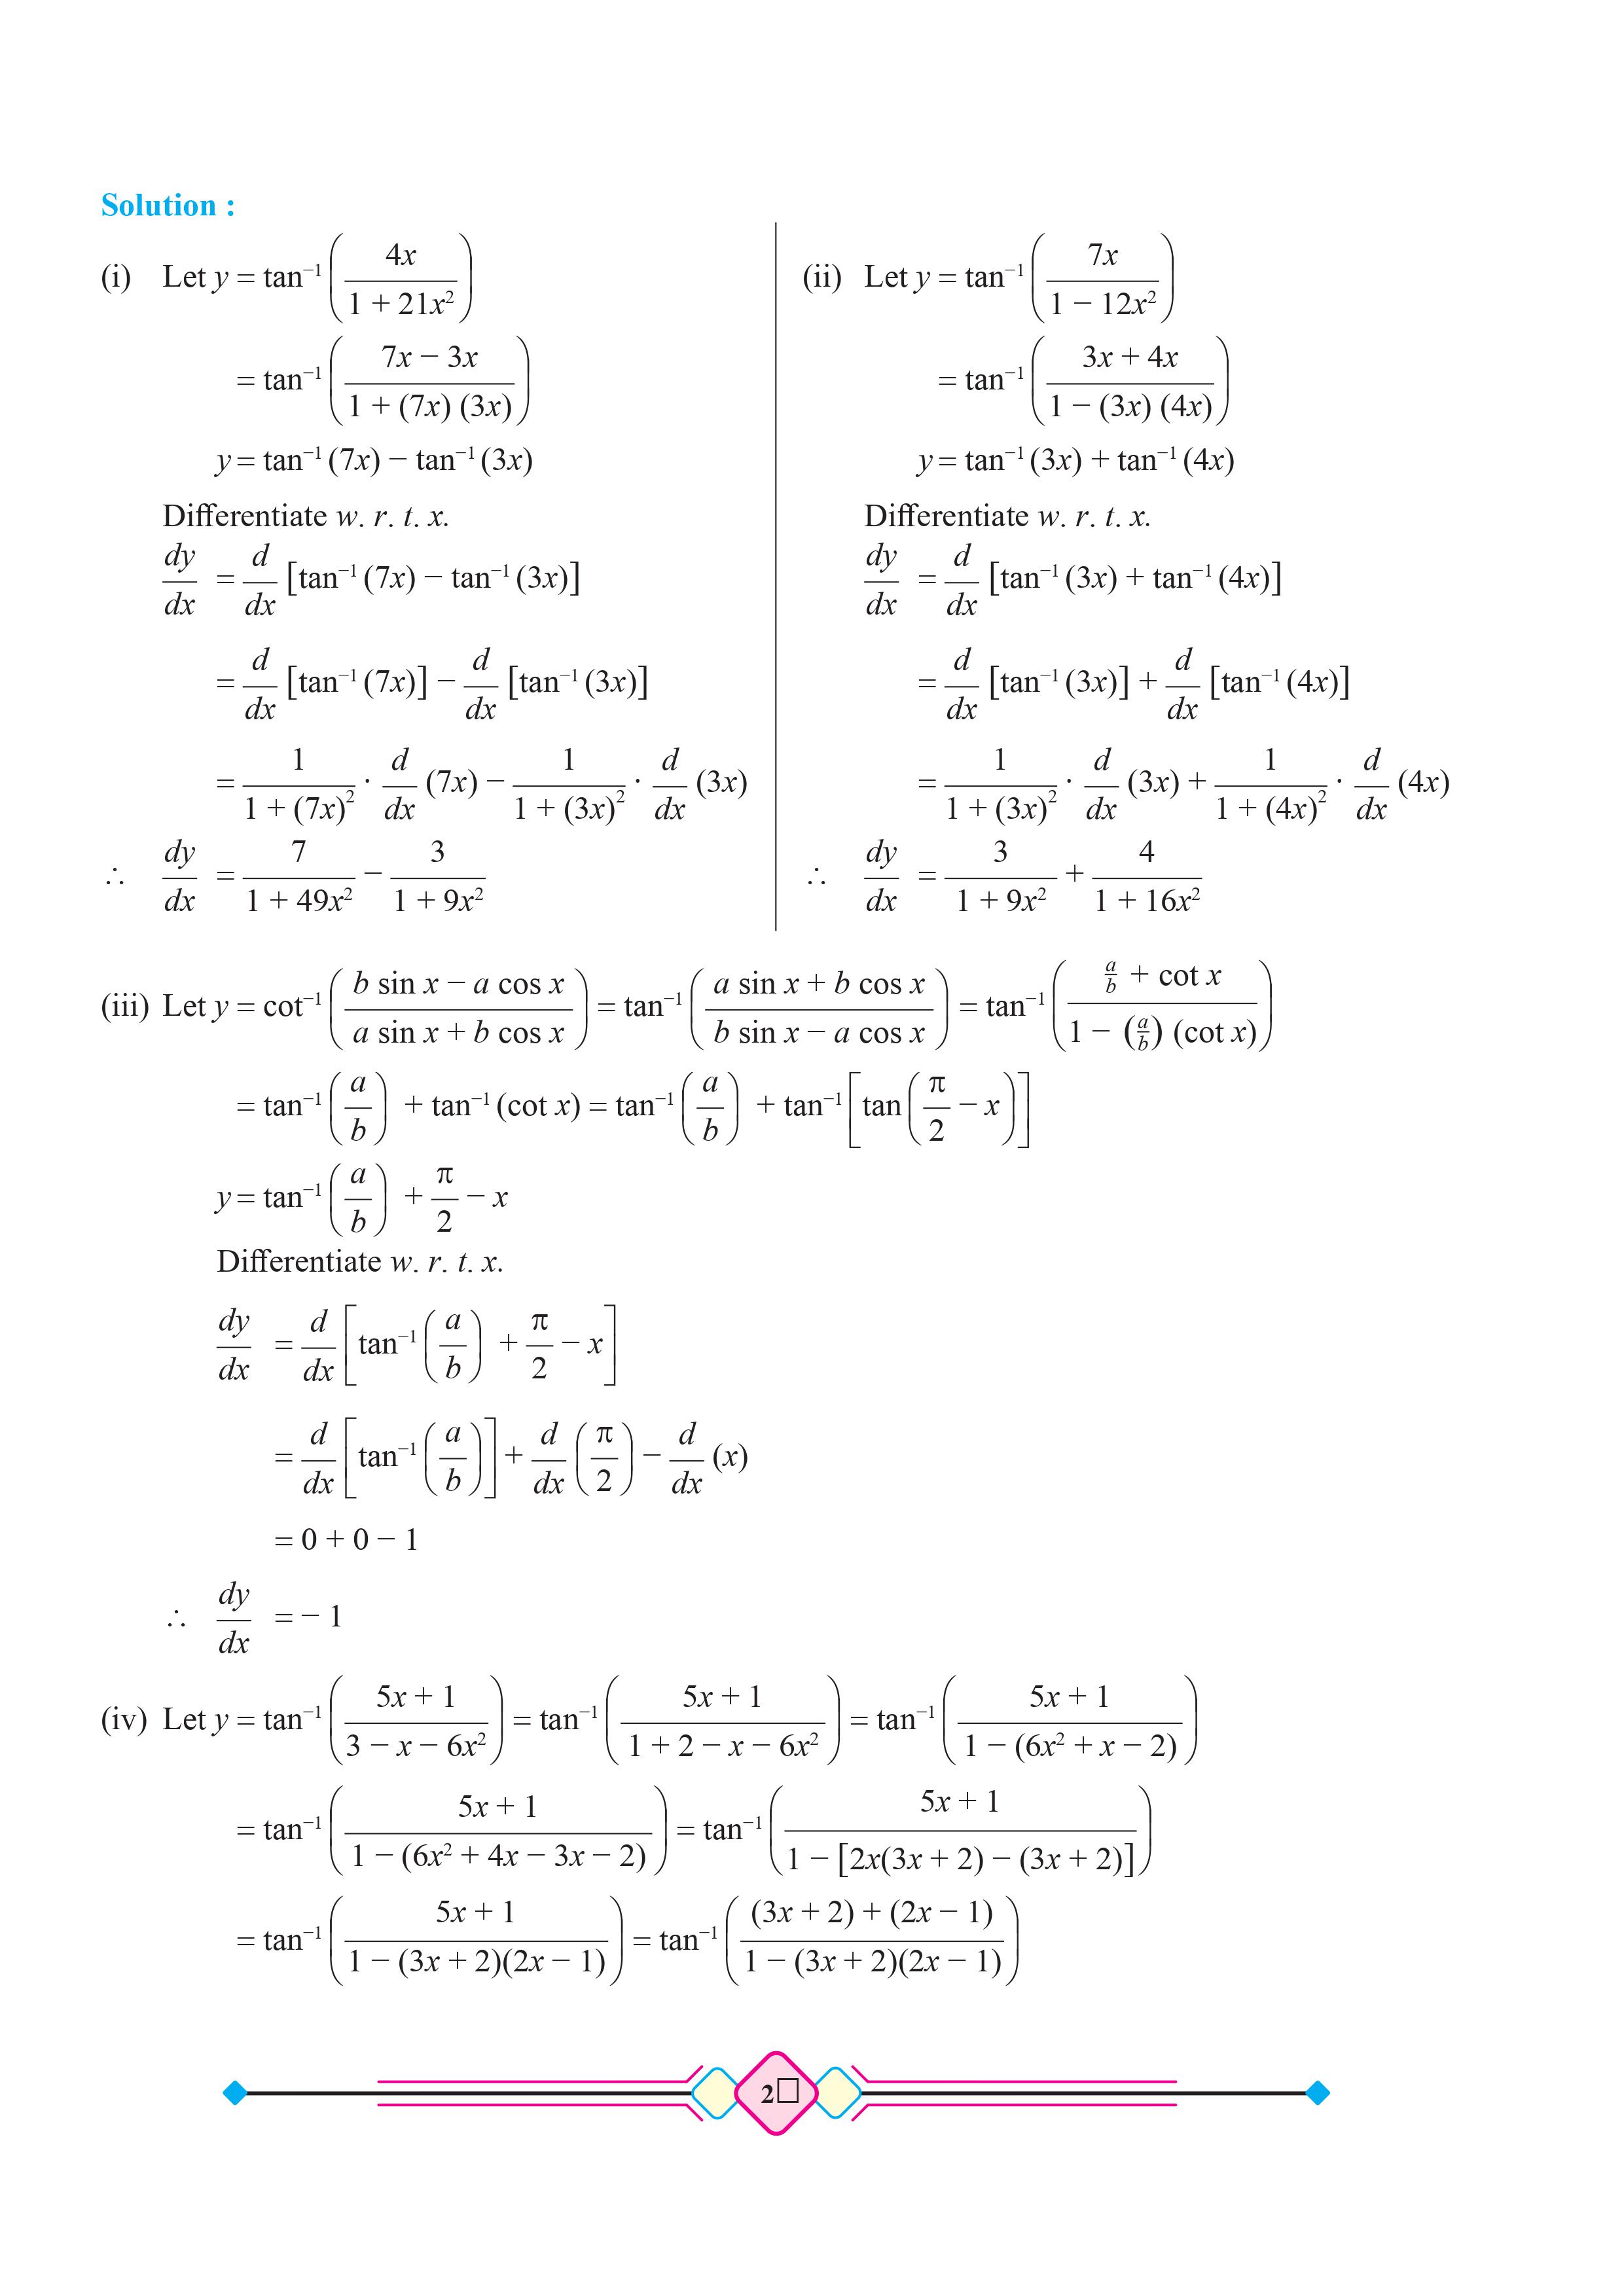 Solution :
(i) Let y = tan⁻¹ (4x / (1 + 21x²))
= tan⁻¹ ((7x − 3x) / (1 + (7x) (3x)))
y = tan⁻¹ (7x) − tan⁻¹ (3x)
Differentiate w. r. t. x.
dy/dx = d/dx [tan⁻¹ (7x) − tan⁻¹ (3x)]
= d/dx [tan⁻¹ (7x)] − d/dx [tan⁻¹ (3x)]
= 1/(1 + (7x)²) · d/dx (7x) − 1/(1 + (3x)²) · d/dx (3x)
∴ dy/dx = 7/(1 + 49x²) − 3/(1 + 9x²)
(ii) Let y = tan⁻¹ (7x / (1 − 12x²))
= tan⁻¹ ((3x + 4x) / (1 − (3x) (4x)))
y = tan⁻¹ (3x) + tan⁻¹ (4x)
Differentiate w. r. t. x.
dy/dx = d/dx [tan⁻¹ (3x) + tan⁻¹ (4x)]
= d/dx [tan⁻¹ (3x)] + d/dx [tan⁻¹ (4x)]
= 1/(1 + (3x)²) · d/dx (3x) + 1/(1 + (4x)²) · d/dx (4x)
∴ dy/dx = 3/(1 + 9x²) + 4/(1 + 16x²)
(iii) Let y = cot⁻¹ ((b sin x − a cos x) / (a sin x + b cos x)) = tan⁻¹ ((a sin x + b cos x) / (b sin x − a cos x)) = tan⁻¹ ((a/b + cot x) / (1 − (a/b) (cot x)))
= tan⁻¹ (a/b) + tan⁻¹ (cot x) = tan⁻¹ (a/b) + tan⁻¹ [tan (π/2 − x)]
y = tan⁻¹ (a/b) + π/2 − x
Differentiate w. r. t. x.
dy/dx = d/dx [tan⁻¹ (a/b) + π/2 − x]
= d/dx [tan⁻¹ (a/b)] + d/dx (π/2) − d/dx (x)
= 0 + 0 − 1
∴ dy/dx = − 1
(iv) Let y = tan⁻¹ ((5x + 1) / (3 − x − 6x²)) = tan⁻¹ ((5x + 1) / (1 + 2 − x − 6x²)) = tan⁻¹ ((5x + 1) / (1 − (6x² + x − 2)))
= tan⁻¹ ((5x + 1) / (1 − (6x² + 4x − 3x − 2))) = tan⁻¹ ((5x + 1) / (1 − [2x(3x + 2) − (3x + 2)]))
= tan⁻¹ ((5x + 1) / (1 − (3x + 2)(2x − 1))) = tan⁻¹ (((3x + 2) + (2x − 1)) / (1 − (3x + 2)(2x − 1)))
2□